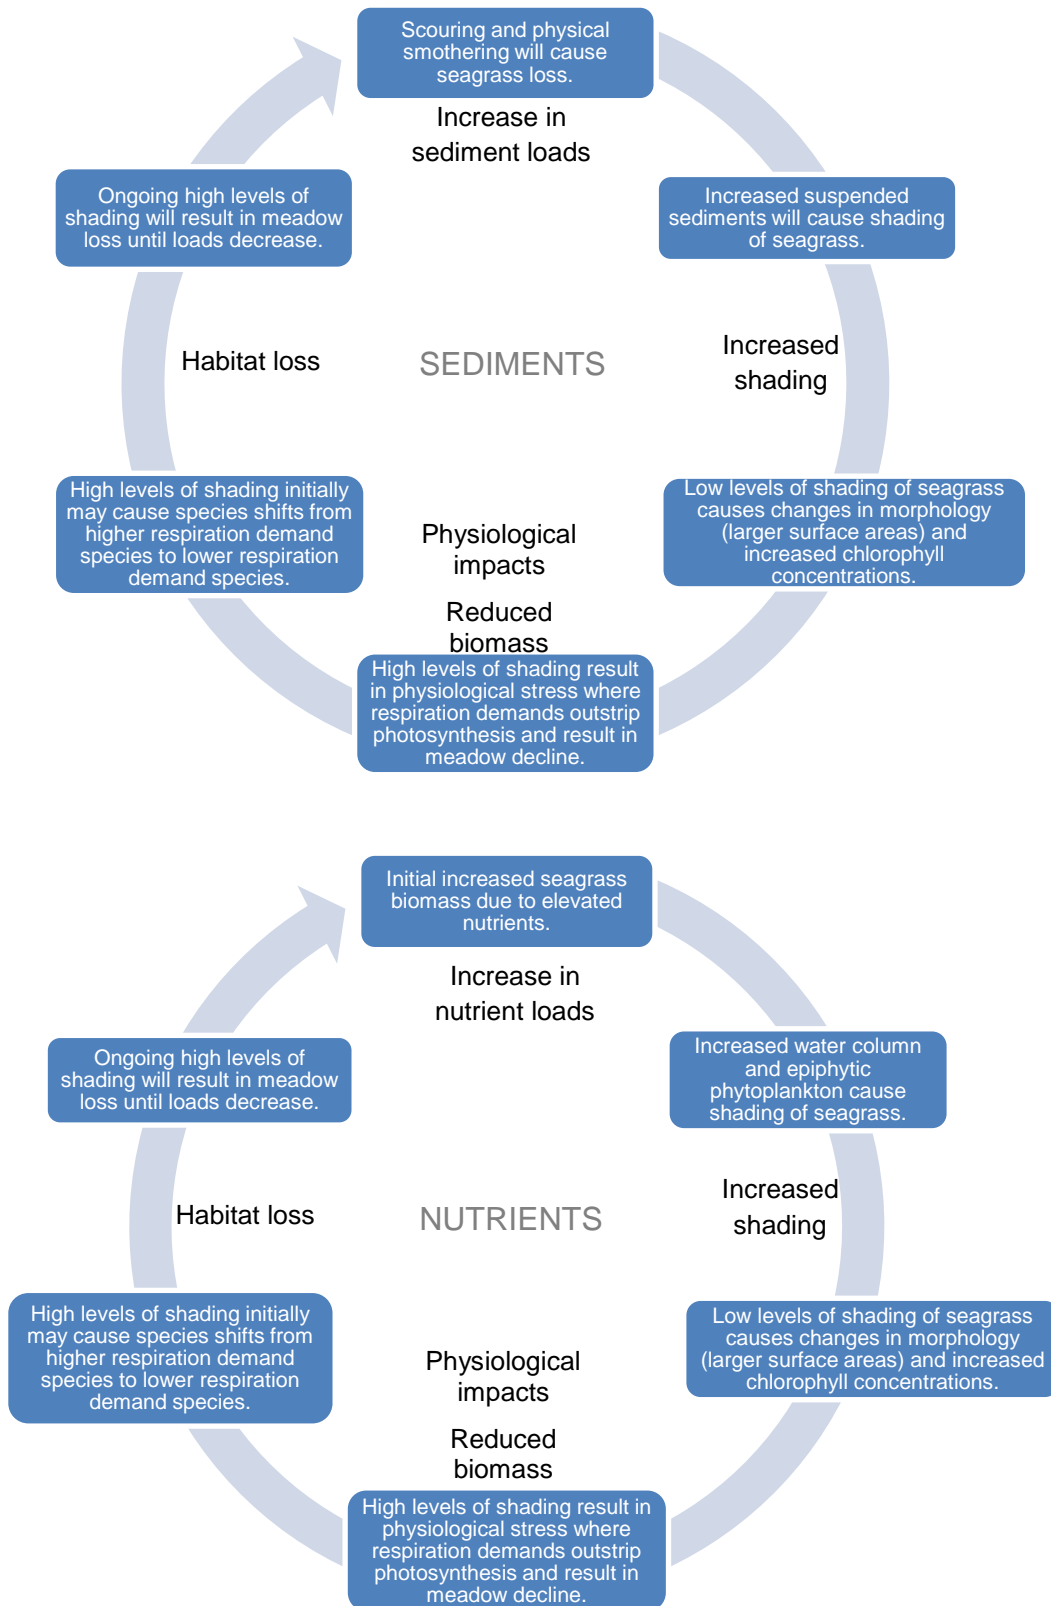 Scouring and physical
smothering will cause
seagrass loss.
Increase in
sediment loads
Increased suspended
sediments will cause shading
of seagrass.
Increased
shading
Low levels of shading of seagrass
causes changes in morphology
(larger surface areas) and
increased chlorophyll
concentrations.
Physiological
impacts
Reduced
biomass
High levels of shading result
in physiological stress where
respiration demands outstrip
photosynthesis and result in
meadow decline.
High levels of shading initially
may cause species shifts from
higher respiration demand
species to lower respiration
demand species.
Habitat loss
Ongoing high levels of
shading will result in meadow
loss until loads decrease.
SEDIMENTS
Initial increased seagrass
biomass due to elevated
nutrients.
Increase in
nutrient loads
Increased water column
and epiphytic
phytoplankton cause
shading of seagrass.
Increased
shading
Low levels of shading of seagrass
causes changes in morphology
(larger surface areas) and increased
chlorophyll concentrations.
Physiological
impacts
Reduced
biomass
High levels of shading result in
physiological stress where
respiration demands outstrip
photosynthesis and result in
meadow decline.
High levels of shading initially
may cause species shifts from
higher respiration demand
species to lower respiration
demand species.
Habitat loss
Ongoing high levels of
shading will result in meadow
loss until loads decrease.
NUTRIENTS